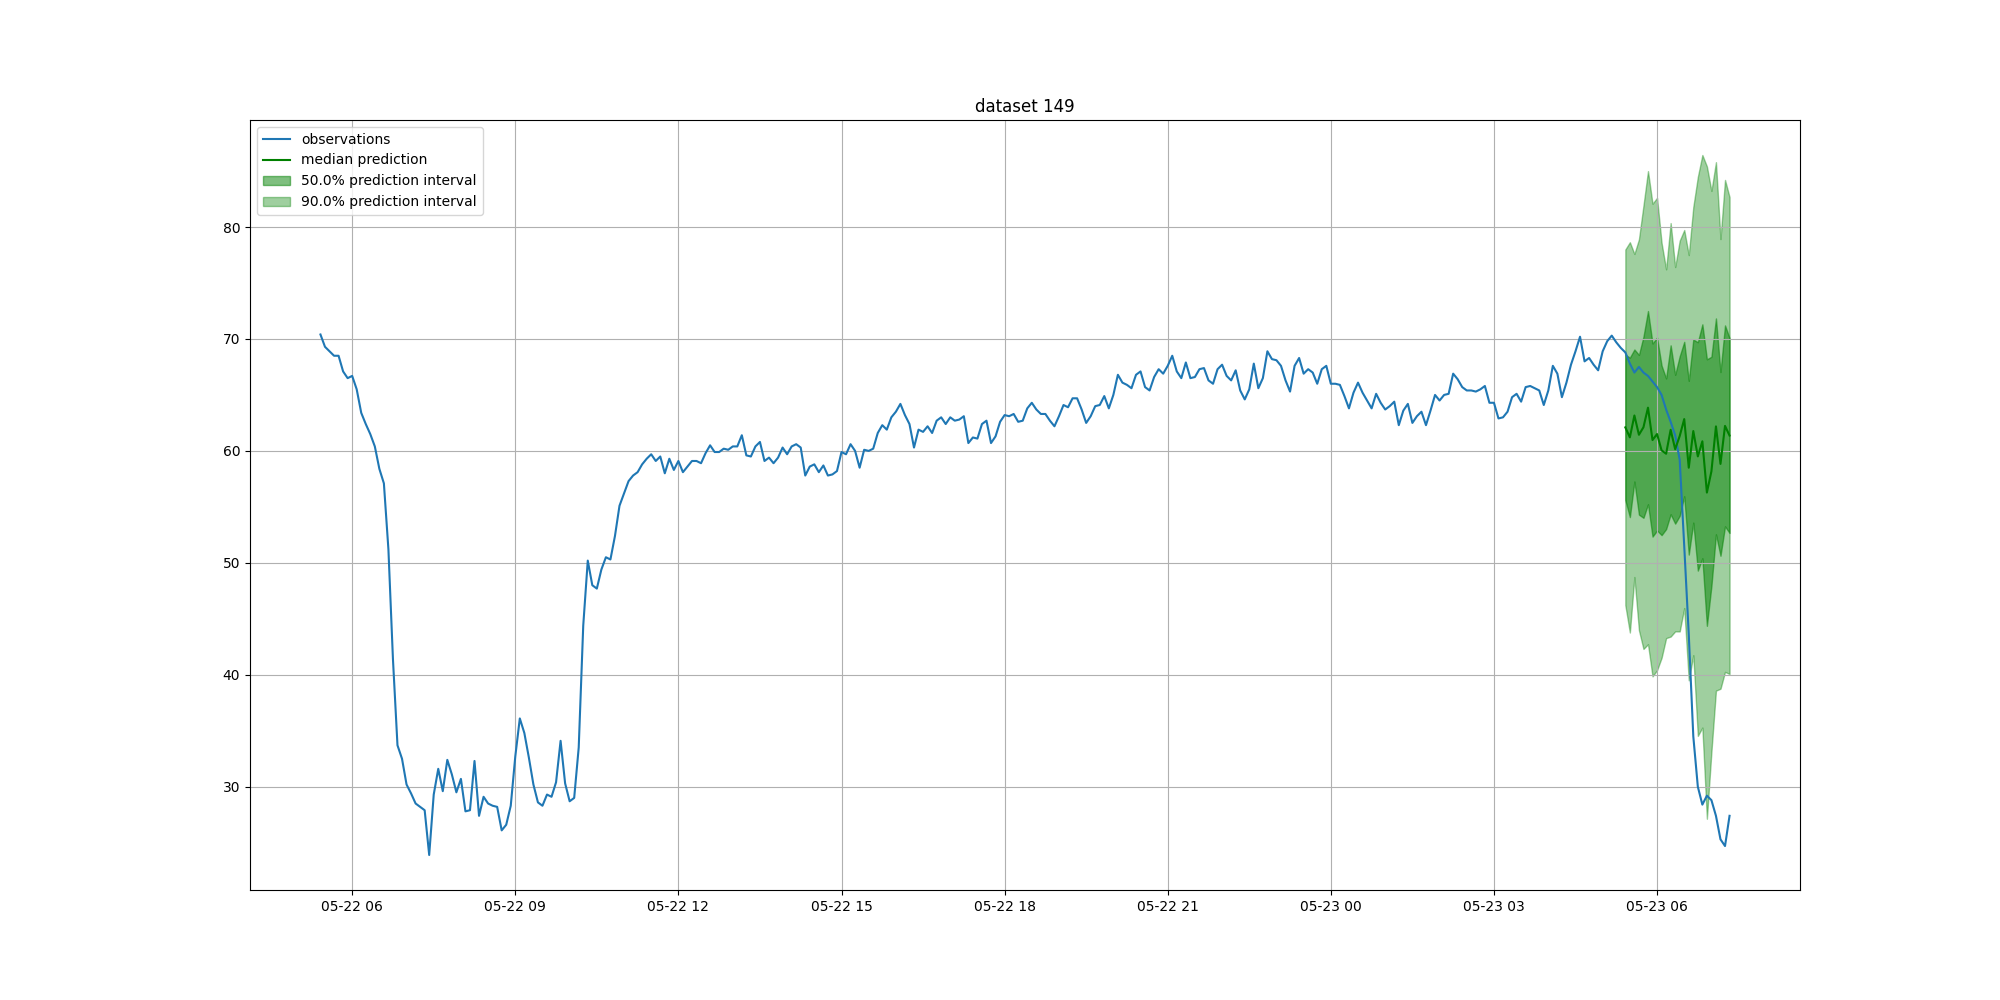 dataset 149
observations
median prediction
50.0% prediction interval
90.0% prediction interval
80
70
60
50
40
30
05-22 06 05-22 09 05-22 12 05-22 15 05-22 18 05-22 21 05-23 00 05-23 03 05-23 06